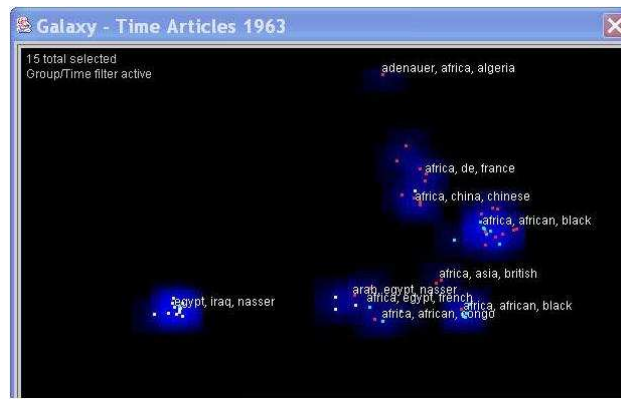 Galaxy - Time Articles 1963
15 total selected
Group/Time filter active
adenauer, africa, algeria
africa, de, france
africa, china, chinese
africa, african, black
africa, asia, british
arab, egypt, nasser
egypt, iraq, nasser
africa, egypt, french
africa, african, black
africa, african, congo